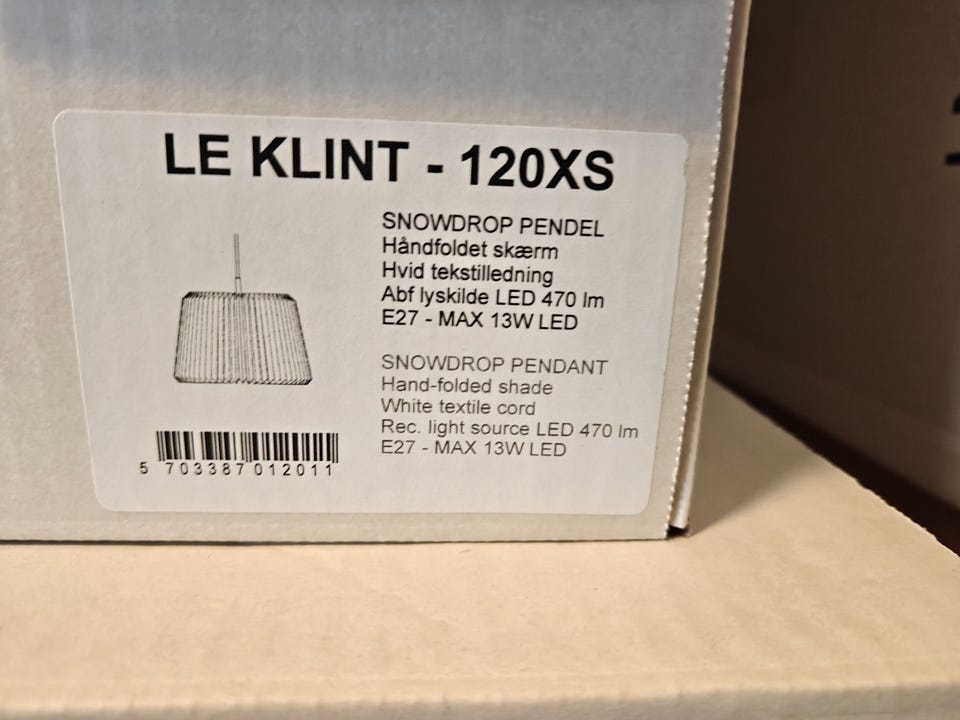 LE KLINT - 120XS
SNOWDROP PENDEL
Håndfoldet skærm
Hvid tekstilledning
Abf lyskilde LED 470 lm
E27 - MAX 13W LED
SNOWDROP PENDANT
Hand-folded shade
White textile cord
Rec. light source LED 470 lm
E27 - MAX 13W LED
5 703387 012011